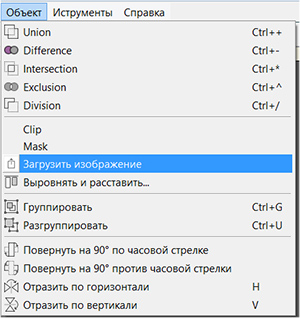 Объект Иструменты Справка
Union Ctrl++
Difference Ctrl+-
Intersection Ctrl+*
Exclusion Ctrl+^
Division Ctrl+/
Clip
Mask
Загрузить изображение
Выровнять и расставить...
Группировать Ctrl+G
Разгруппировать Ctrl+U
Повернуть на 90° по часовой стрелке
Повернуть на 90° против часовой стрелки
Отразить по горизонтали H
Отразить по вертикали V